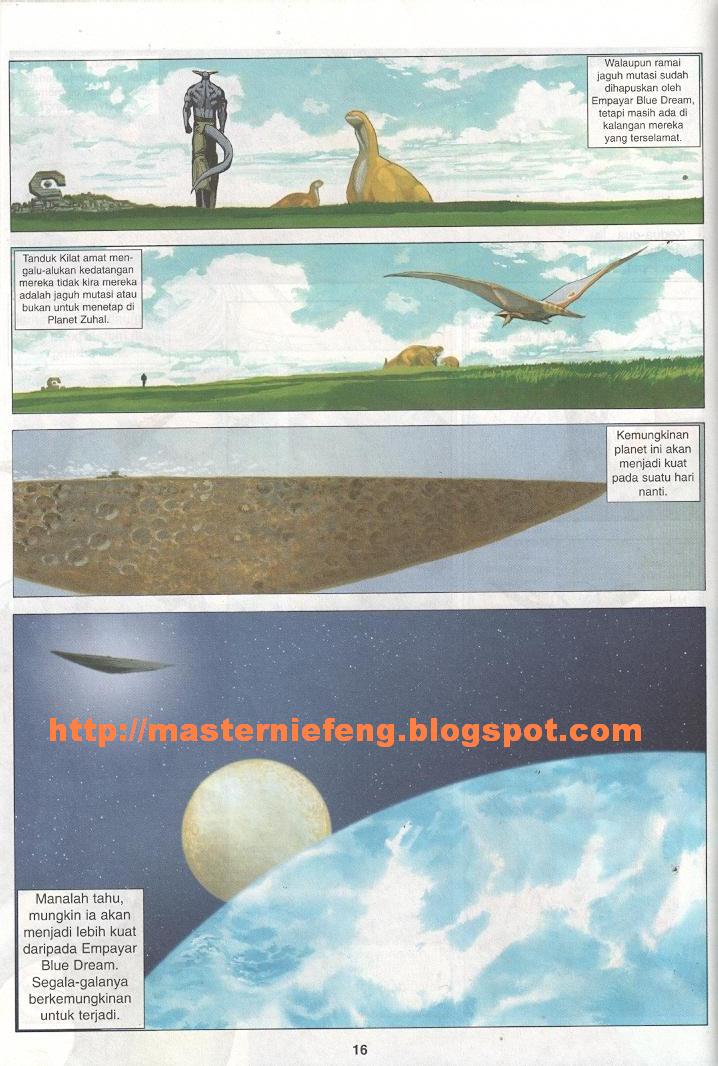 Walaupun ramai
jaguh mutasi sudah
dihapuskan oleh
Empayar Blue Dream,
tetapi masih ada di
kalangan mereka
yang terselamat.
Tanduk Kilat amat men-
galu-alukan kedatangan
mereka tidak kira mereka
adalah jaguh mutasi atau
bukan untuk menetap di
Planet Zuhal.
Kemungkinan
planet ini akan
menjadi kuat
pada suatu hari
nanti.
http://masterniefeng.blogspot.com
Manalah tahu,
mungkin ia akan
menjadi lebih kuat
daripada Empayar
Blue Dream.
Segala-galanya
berkemungkinan
untuk terjadi.
16